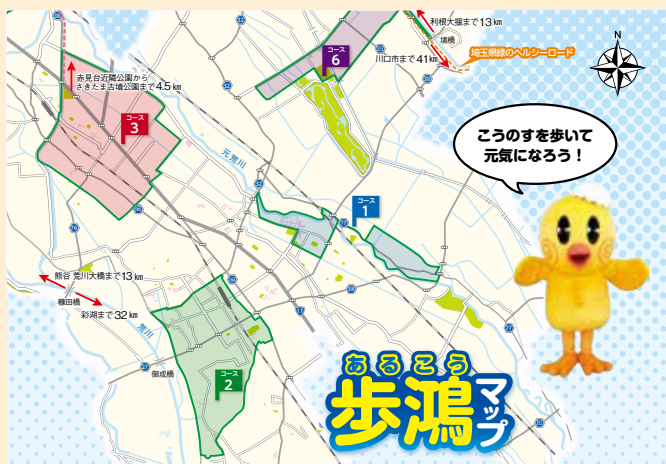 利根大堰まで13km
境橋
川口市まで41km
埼玉県緑のヘルシーロード
コース
6
赤見台近隣公園から
さきたま古墳公園まで4.5km
コース
3
こうのすを歩いて
元気になろう！
元荒川
コース
1
熊谷 荒川大橋まで13km
糠田橋
彩湖まで32km
荒川
御成橋
コース
2
あるこう
歩鴻マップ